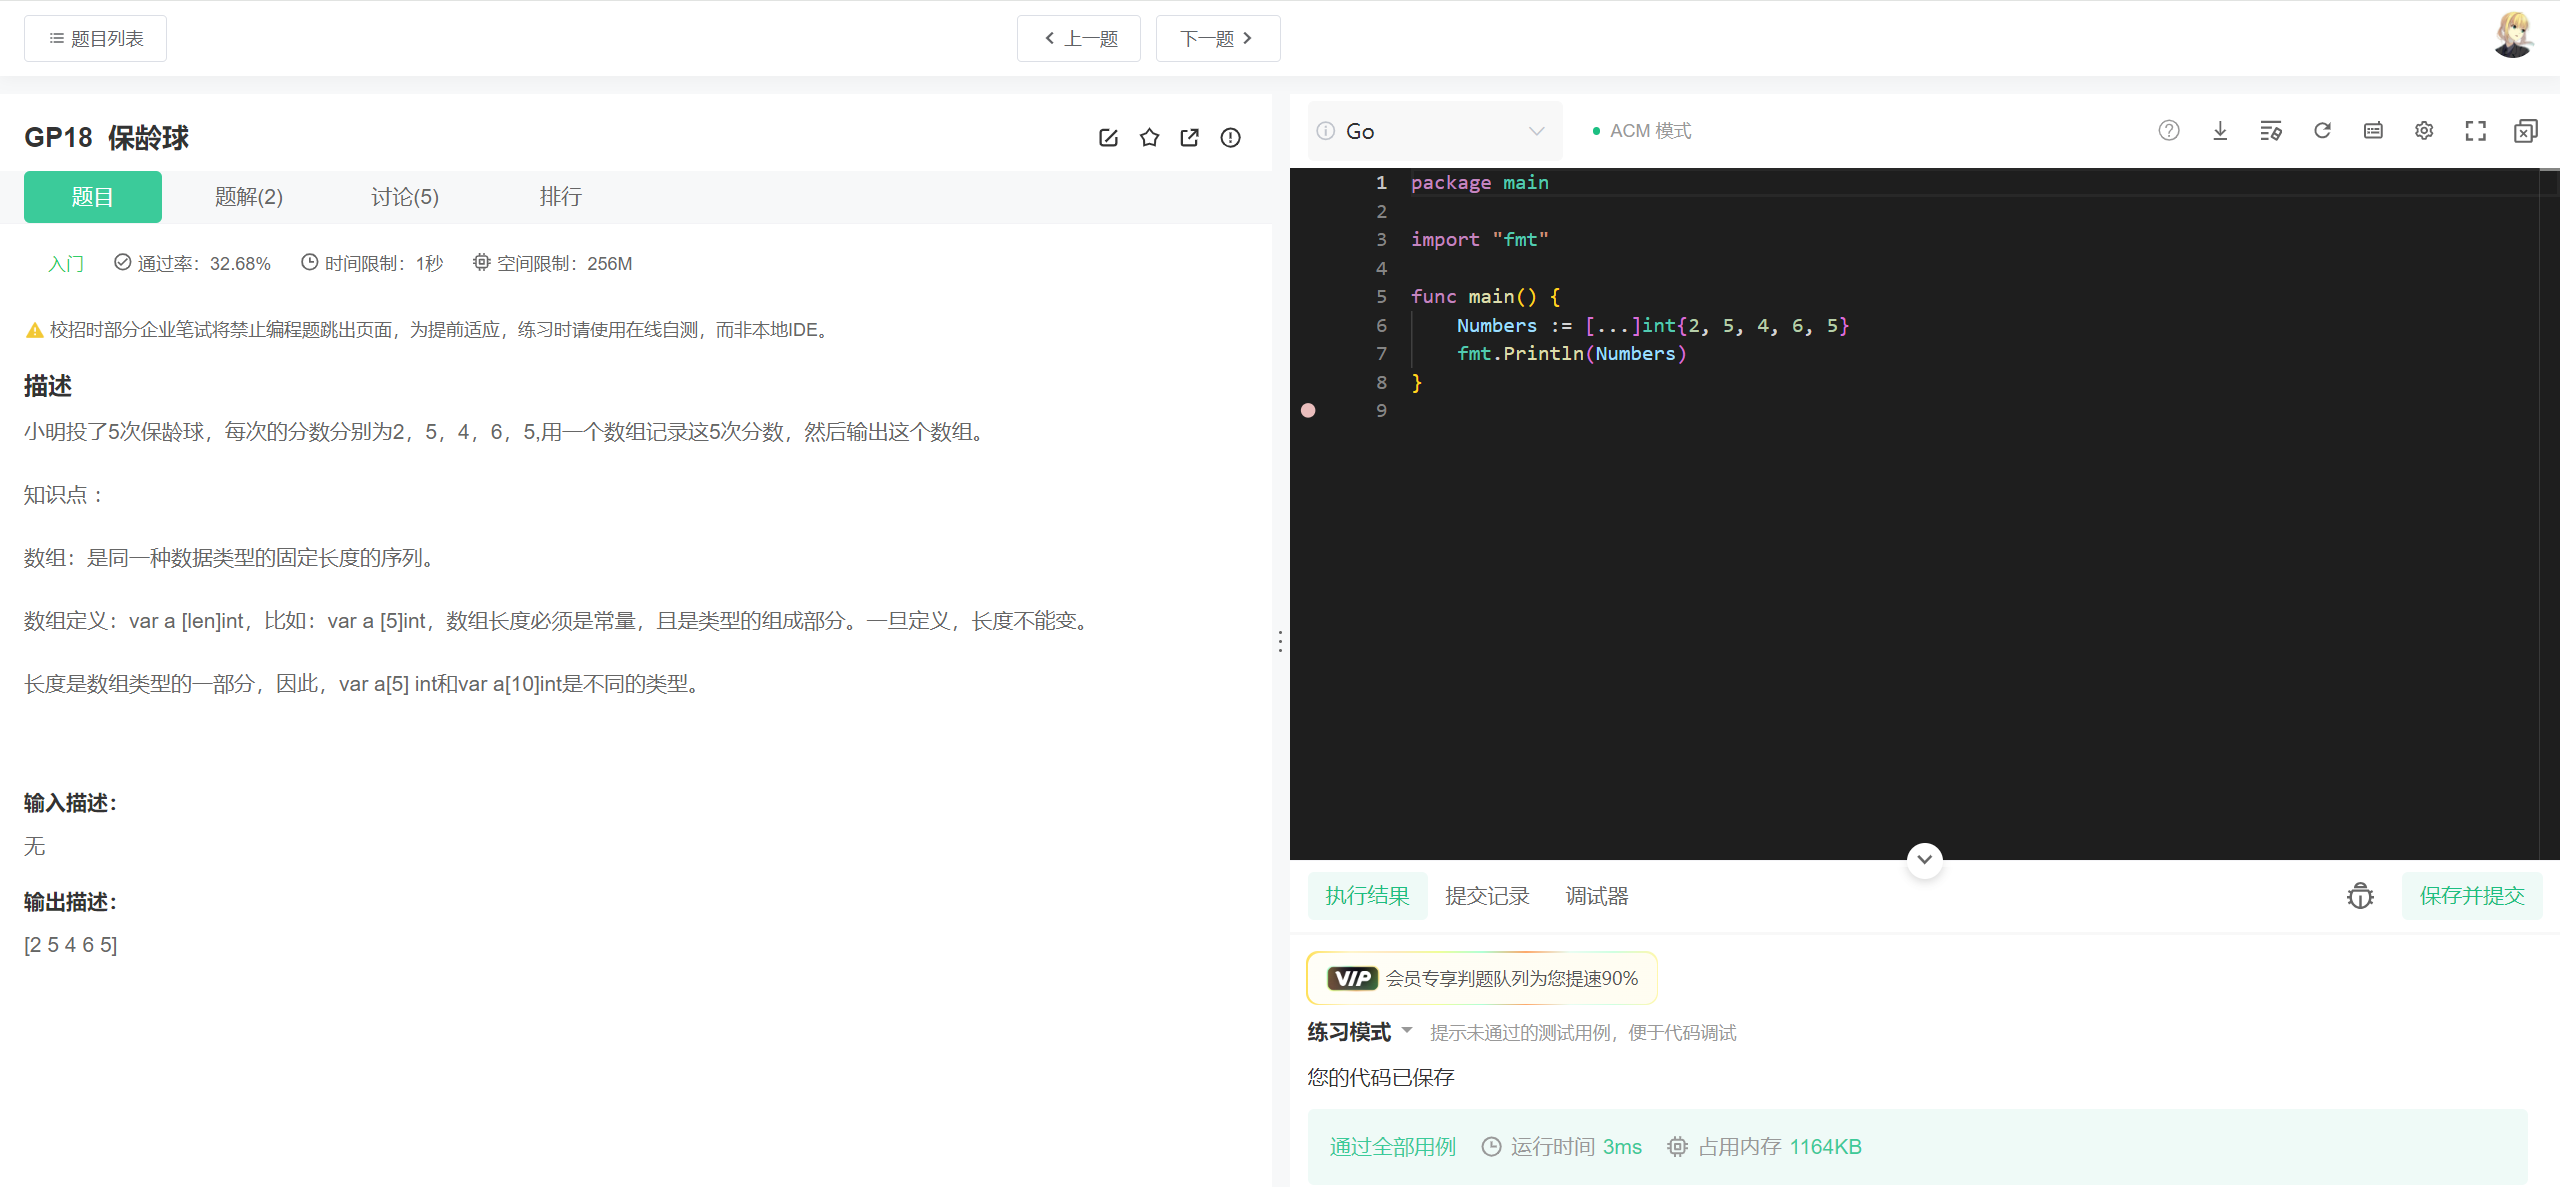 题目列表
上一题
下一题
GP18 保龄球
题目 题解(2) 讨论(5) 排行
入门 通过率：32.68% 时间限制：1秒 空间限制：256M
校招时部分企业笔试将禁止编程题跳出页面，为提前适应，练习时请使用在线自测，而非本地IDE。
描述
小明投了5次保龄球，每次的分数分别为2，5，4，6，5,用一个数组记录这5次分数，然后输出这个数组。
知识点：
数组：是同一种数据类型的固定长度的序列。
数组定义：var a [len]int，比如：var a [5]int，数组长度必须是常量，且是类型的组成部分。一旦定义，长度不能变。
长度是数组类型的一部分，因此，var a[5] int和var a[10]int是不同的类型。
输入描述：
无
输出描述：
[2 5 4 6 5]
Go ACM 模式
1 package main
2
3 import "fmt"
4
5 func main() {
6 Numbers := [...]int{2, 5, 4, 6, 5}
7 fmt.Println(Numbers)
8 }
9
执行结果 提交记录 调试器 保存并提交
VIP 会员专享判题队列为您提速90%
练习模式 提示未通过的测试用例，便于代码调试
您的代码已保存
通过全部用例 运行时间 3ms 占用内存 1164KB